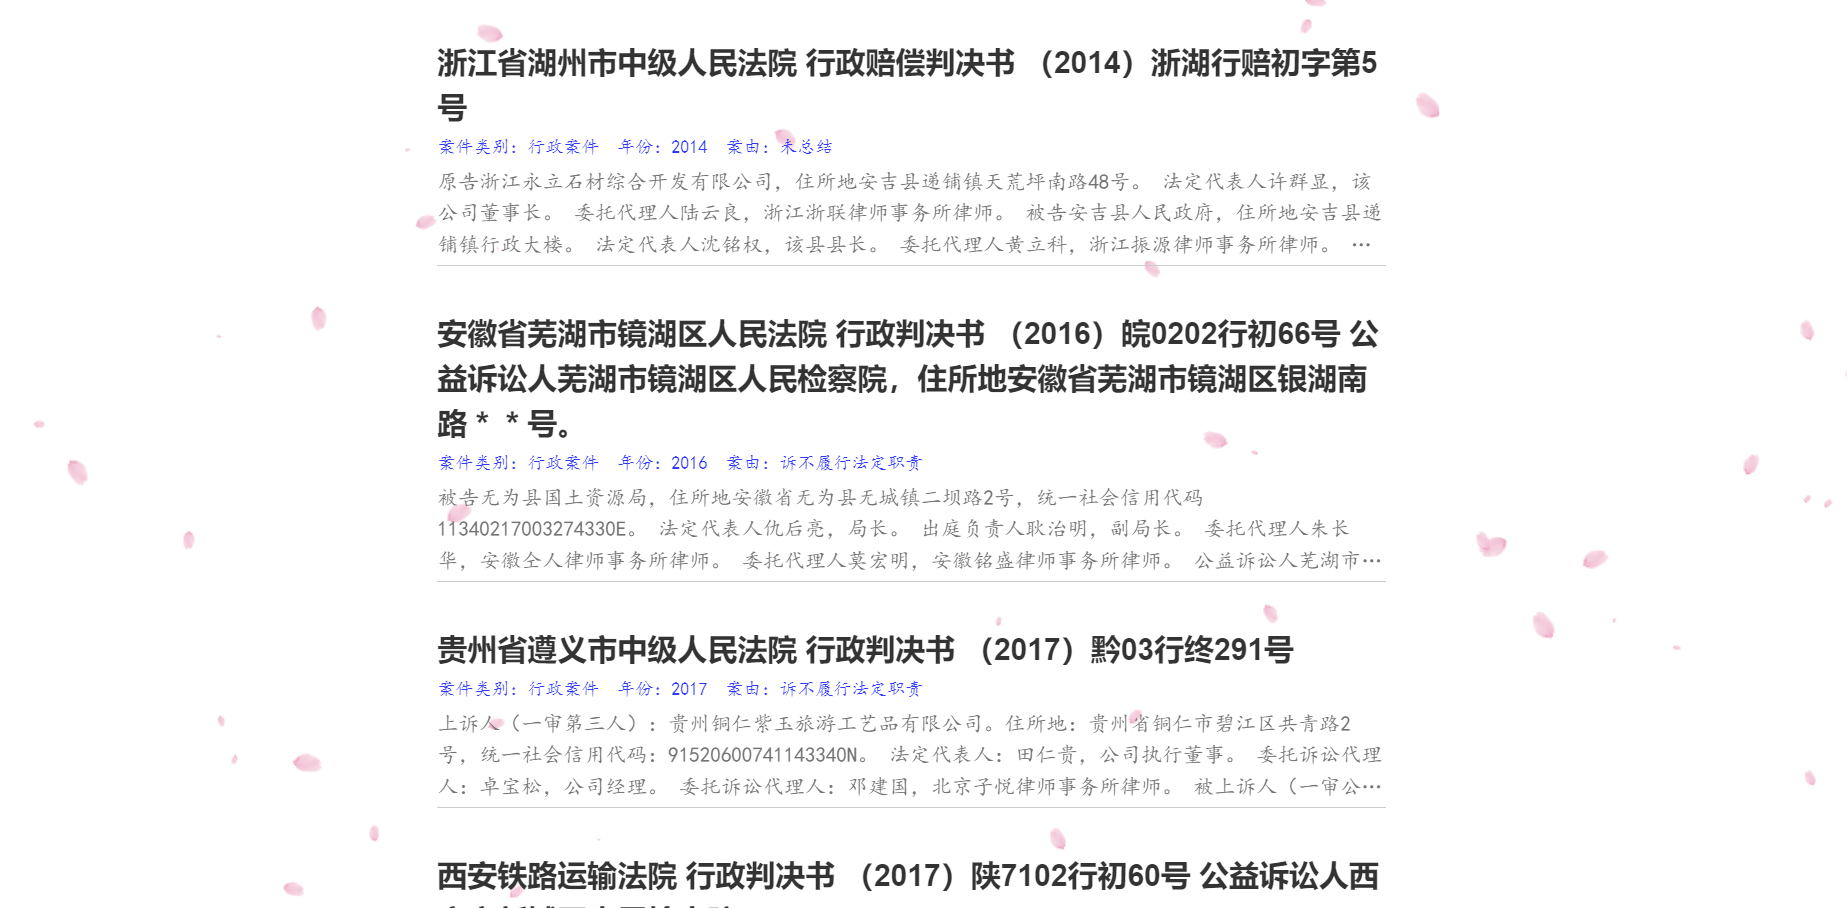 浙江省湖州市中级人民法院 行政赔偿判决书 （2014）浙湖行赔初字第5
号
案件类别：行政案件 年份：2014 案由：未总结
原告浙江永立石材综合开发有限公司，住所地安吉县递铺镇天荒坪南路48号。 法定代表人许群显，该
公司董事长。 委托代理人陆云良，浙江浙联律师事务所律师。 被告安吉县人民政府，住所地安吉县递
铺镇行政大楼。 法定代表人沈铭权，该县县长。 委托代理人黄立科，浙江振源律师事务所律师。 …
安徽省芜湖市镜湖区人民法院 行政判决书 （2016）皖0202行初66号 公
益诉讼人芜湖市镜湖区人民检察院，住所地安徽省芜湖市镜湖区银湖南
路＊＊号。
案件类别：行政案件 年份：2016 案由：诉不履行法定职责
被告无为县国土资源局，住所地安徽省无为县无城镇二坝路2号，统一社会信用代码
11340217003274330E。 法定代表人仇后亮，局长。 出庭负责人耿治明，副局长。 委托代理人朱长
华，安徽仝人律师事务所律师。 委托代理人莫宏明，安徽铭盛律师事务所律师。 公益诉讼人芜湖市…
贵州省遵义市中级人民法院 行政判决书 （2017）黔03行终291号
案件类别：行政案件 年份：2017 案由：诉不履行法定职责
上诉人（一审第三人）：贵州铜仁紫玉旅游工艺品有限公司。住所地：贵州省铜仁市碧江区共青路2
号，统一社会信用代码：91520600741143340N。 法定代表人：田仁贵，公司执行董事。 委托诉讼代理
人：卓宝松，公司经理。 委托诉讼代理人：邓建国，北京子悦律师事务所律师。 被上诉人（一审公…
西安铁路运输法院 行政判决书 （2017）陕7102行初60号 公益诉讼人西